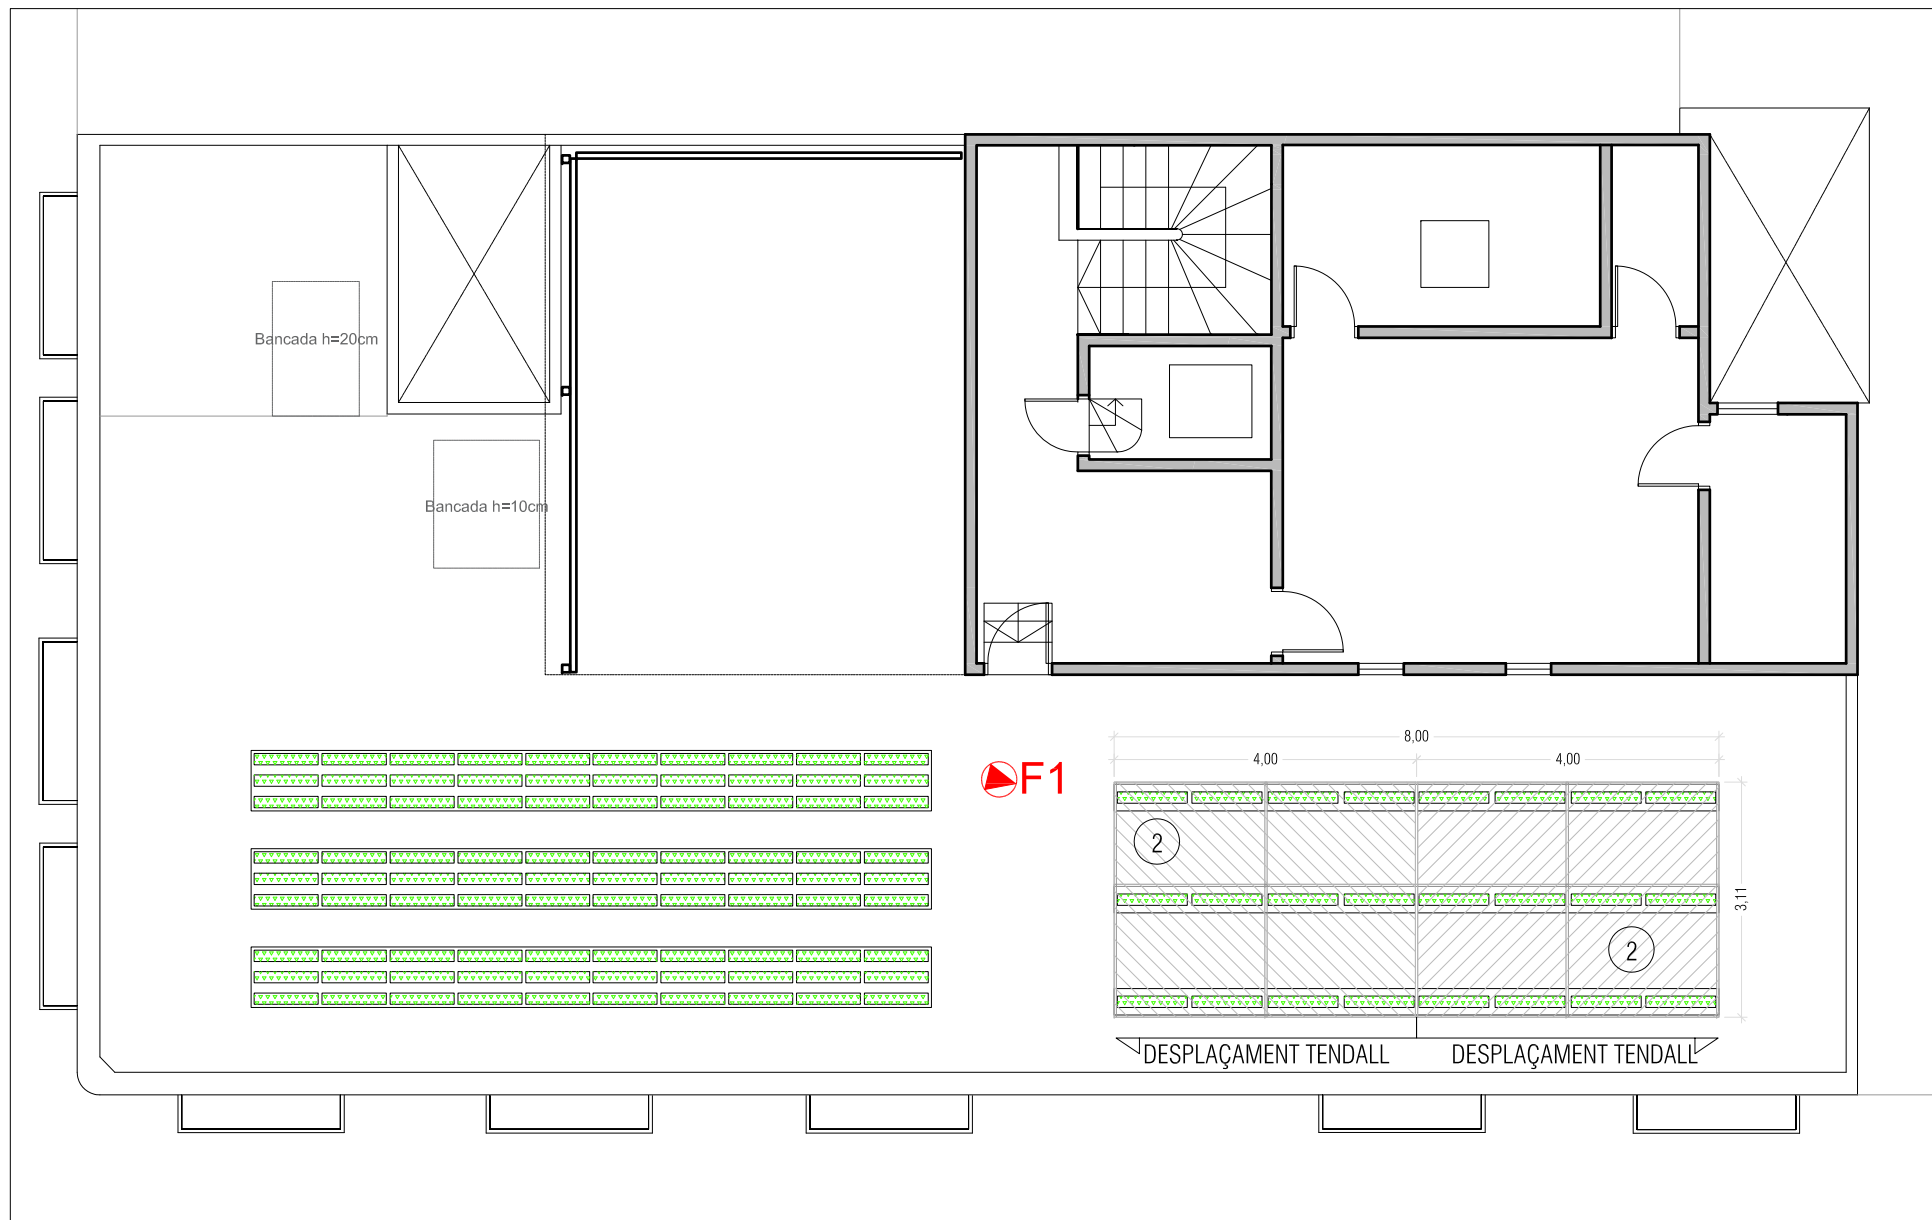 Bancada h=20cm
Bancada h=10cm
F1
8,00
4,00
4,00
2
3,11
2
DESPLAÇAMENT TENDALL
DESPLAÇAMENT TENDALL